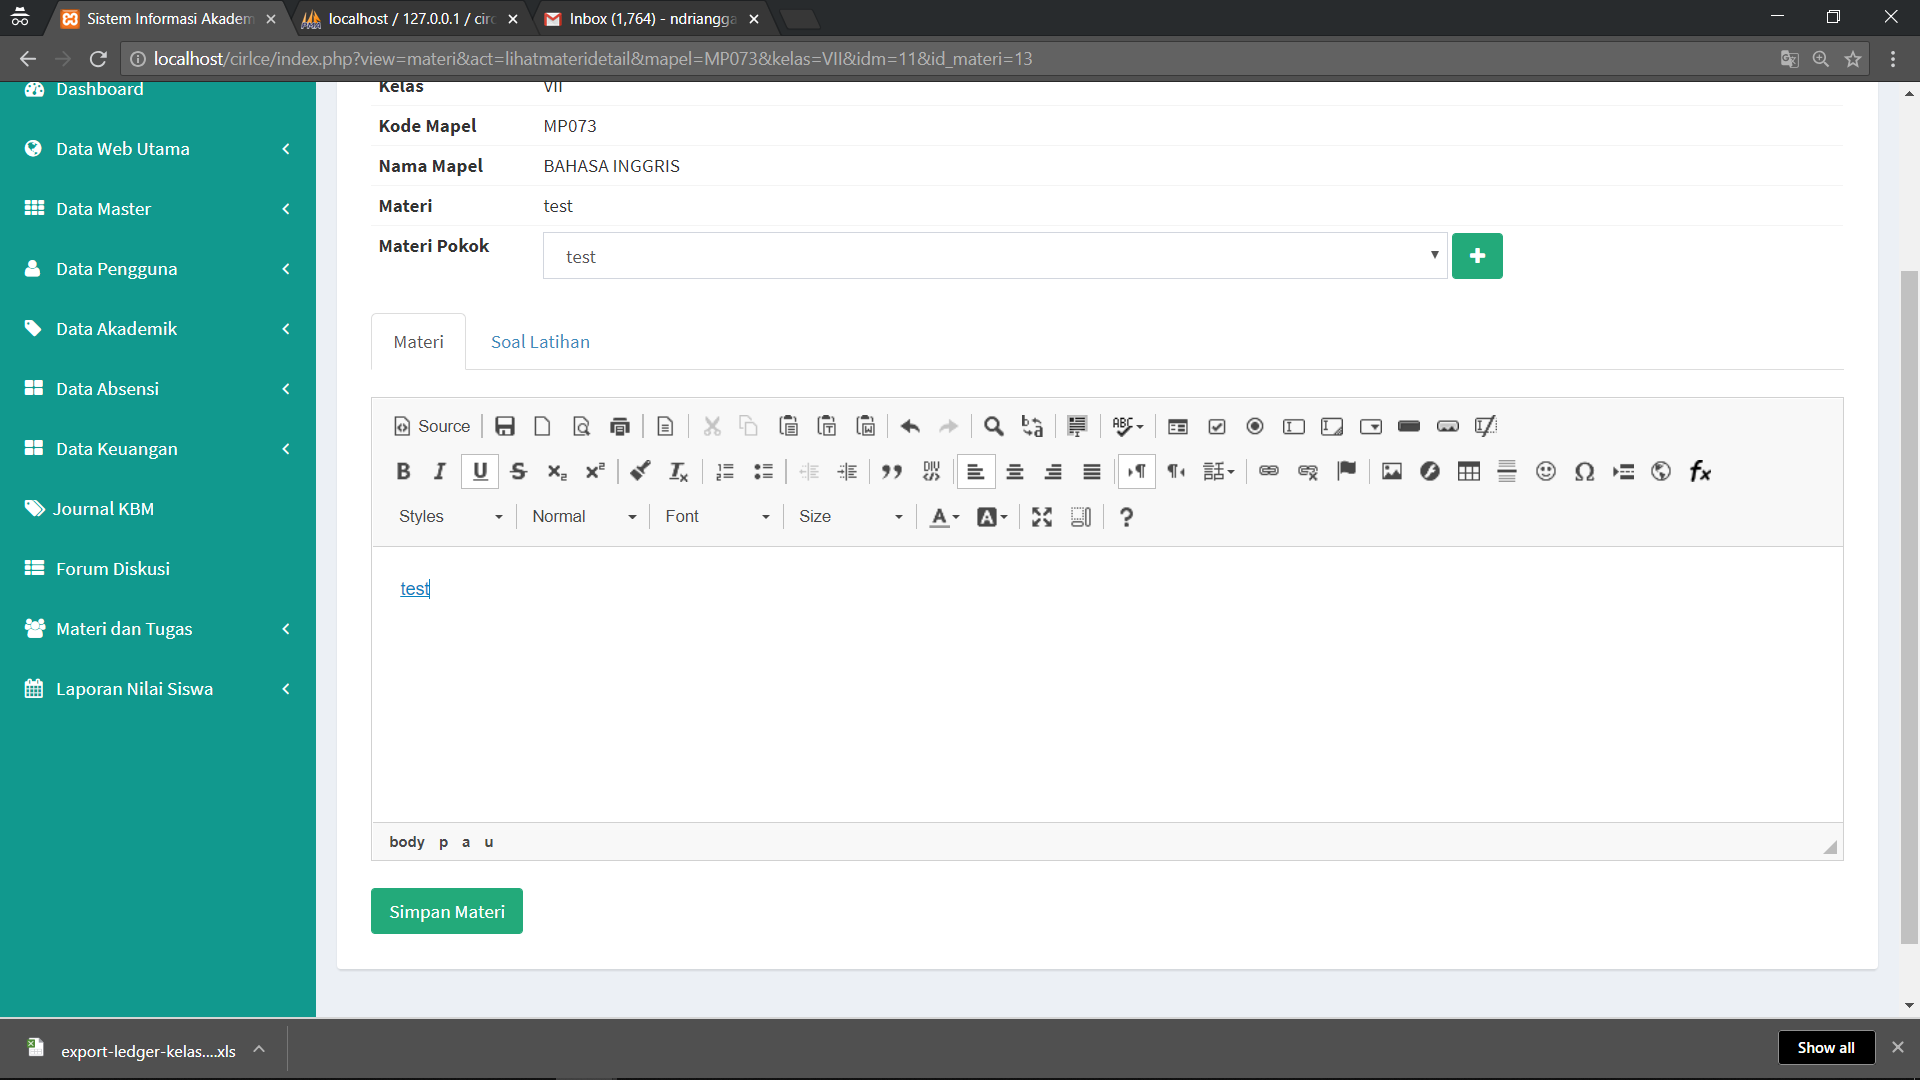 Sistem Informasi Akadem
localhost / 127.0.0.1 / circ
Inbox (1,764) - ndriangga
localhost/cirlce/index.php?view=materi&act=lihatmateridetail&mapel=MP073&kelas=VII&idm=11&id_materi=13
Dashboard
Data Web Utama
Data Master
Data Pengguna
Data Akademik
Data Absensi
Data Keuangan
Journal KBM
Forum Diskusi
Materi dan Tugas
Laporan Nilai Siswa
Kelas VII
Kode Mapel MP073
Nama Mapel BAHASA INGGRIS
Materi test
Materi Pokok test
Materi Soal Latihan
Source
Styles Normal Font Size
test
body p a u
Simpan Materi
export-ledger-kelas....xls
Show all